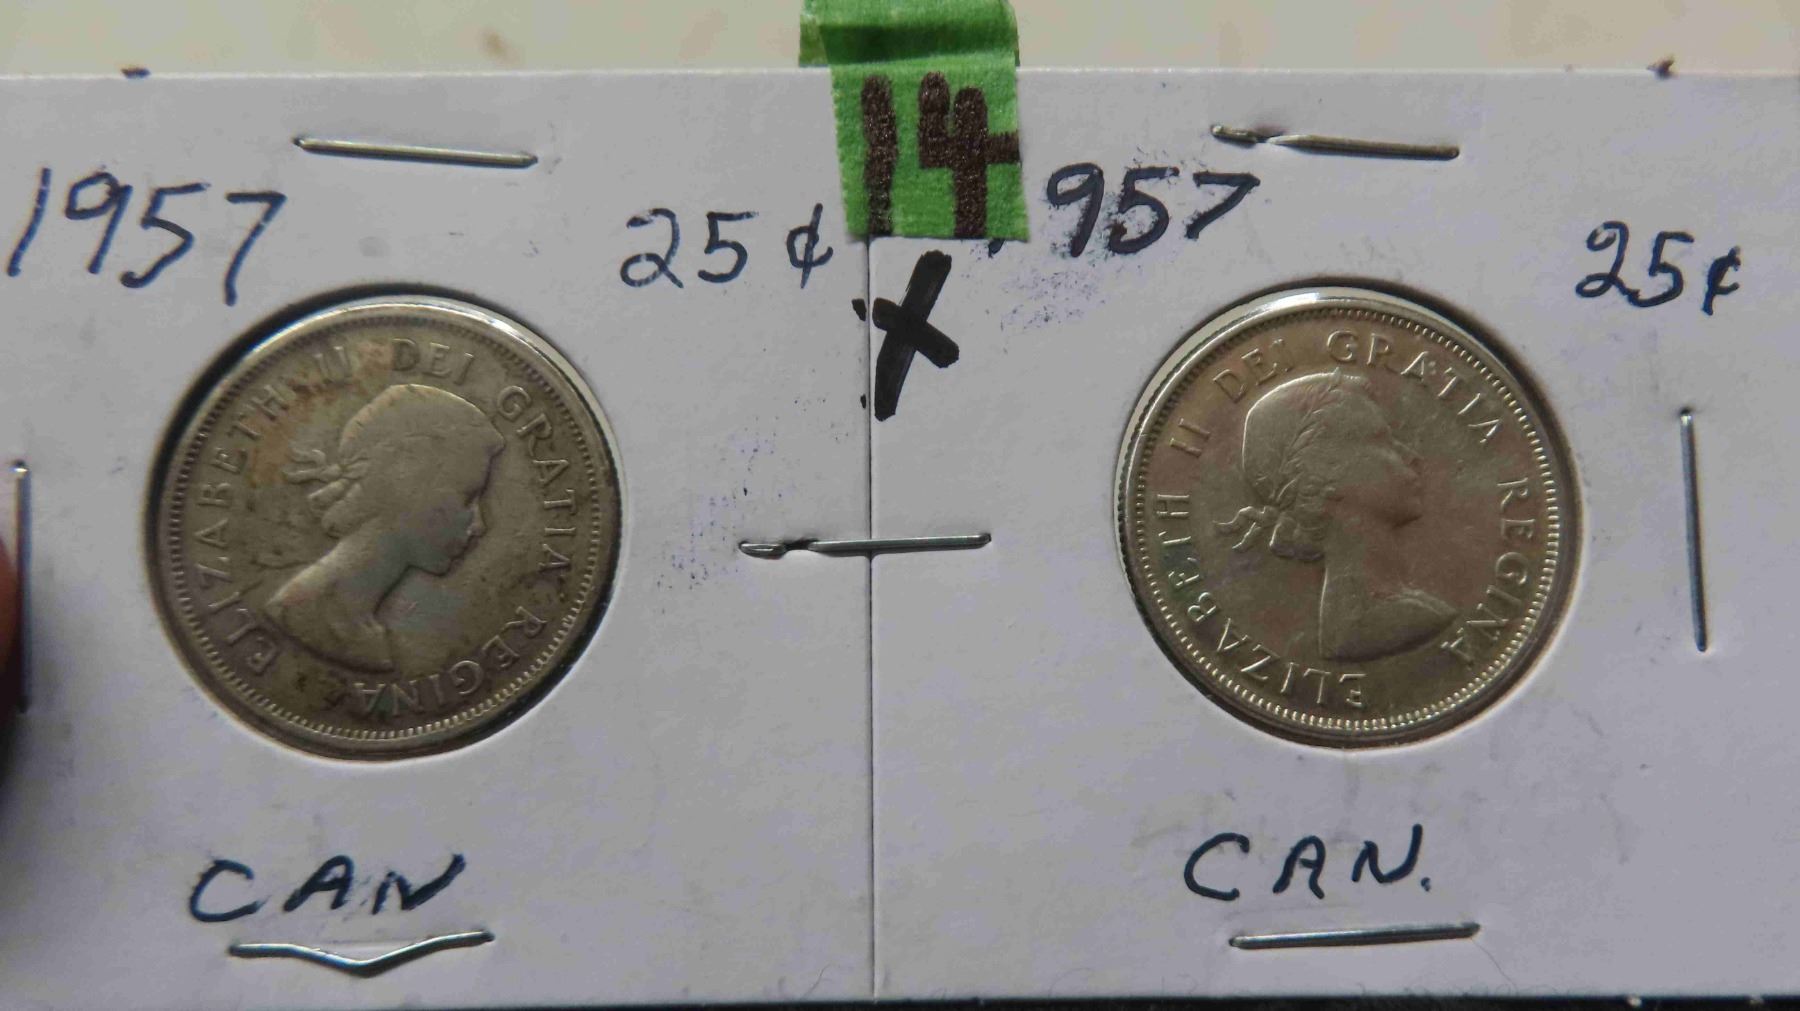 14
1957
25¢
957
25¢
X
ELIZABETH II DEI GRATIA REGINA
ELIZABETH II DEI GRATIA REGINA
CAN
CAN.